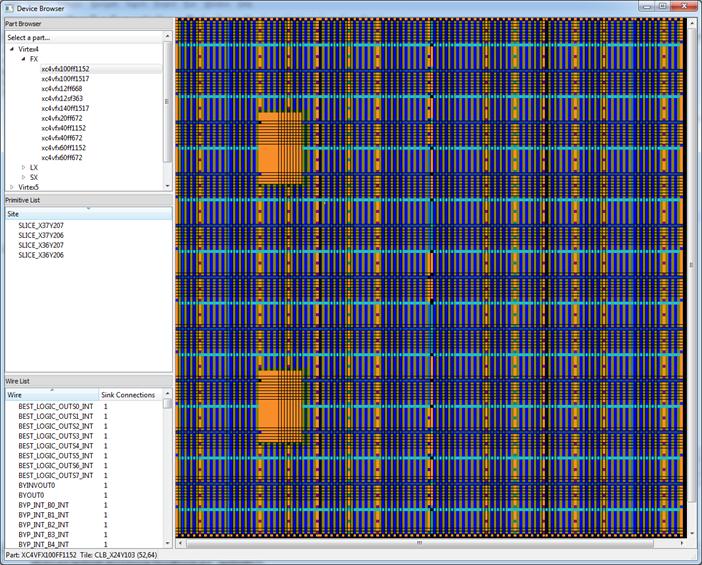 Device Browser
Part Browser
Select a part...
Virtex4
FX
xc4vfx100ff1152
xc4vfx100ff1517
xc4vfx12ff668
xc4vfx12sf363
xc4vfx140ff1517
xc4vfx20ff672
xc4vfx40ff1152
xc4vfx40ff672
xc4vfx60ff1152
xc4vfx60ff672
LX
SX
Virtex5
Primitive List
Site
SLICE_X37Y207
SLICE_X37Y206
SLICE_X36Y207
SLICE_X36Y206
Wire List
Wire Sink Connections
BEST_LOGIC_OUTS0_INT 1
BEST_LOGIC_OUTS1_INT 1
BEST_LOGIC_OUTS2_INT 1
BEST_LOGIC_OUTS3_INT 1
BEST_LOGIC_OUTS4_INT 1
BEST_LOGIC_OUTS5_INT 1
BEST_LOGIC_OUTS6_INT 1
BEST_LOGIC_OUTS7_INT 1
BYINVOUT0 1
BYOUT0 1
BYP_INT_B0_INT 1
BYP_INT_B1_INT 1
BYP_INT_B2_INT 1
BYP_INT_B3_INT 1
BYP_INT_B4_INT 1
Part: XC4VFX100FF1152 Tile: CLB_X24Y103 (52,64)